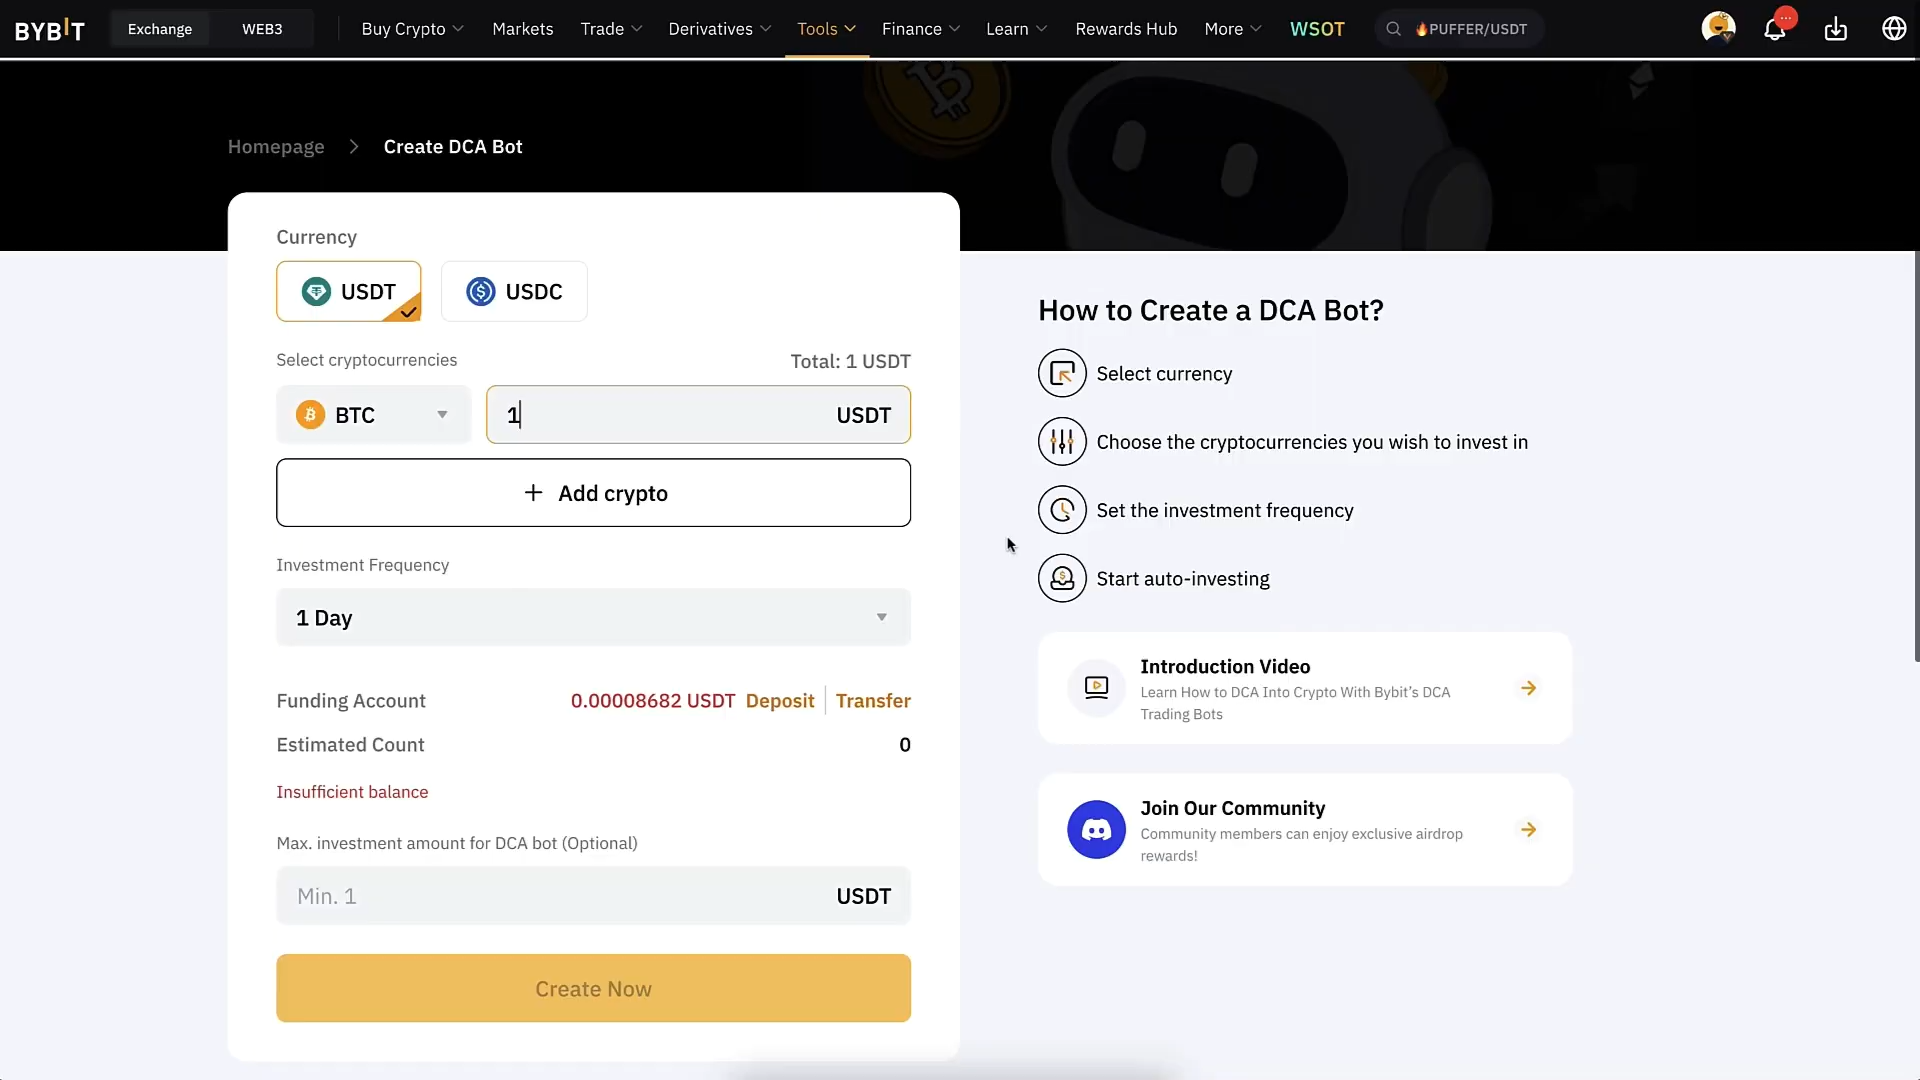 BYBIT Exchange WEB3 Buy Crypto Markets Trade Derivatives Tools Finance Learn Rewards Hub More WSOT PUFFER/USDT
Homepage > Create DCA Bot
Currency
USDT USDC
Select cryptocurrencies Total: 1 USDT
BTC 1 USDT
+ Add crypto
Investment Frequency
1 Day
Funding Account 0.00008682 USDT Deposit Transfer
Estimated Count 0
Insufficient balance
Max. investment amount for DCA bot (Optional)
Min. 1 USDT
Create Now
How to Create a DCA Bot?
Select currency
Choose the cryptocurrencies you wish to invest in
Set the investment frequency
Start auto-investing
Introduction Video
Learn How to DCA Into Crypto With Bybit's DCA
Trading Bots
Join Our Community
Community members can enjoy exclusive airdrop
rewards!